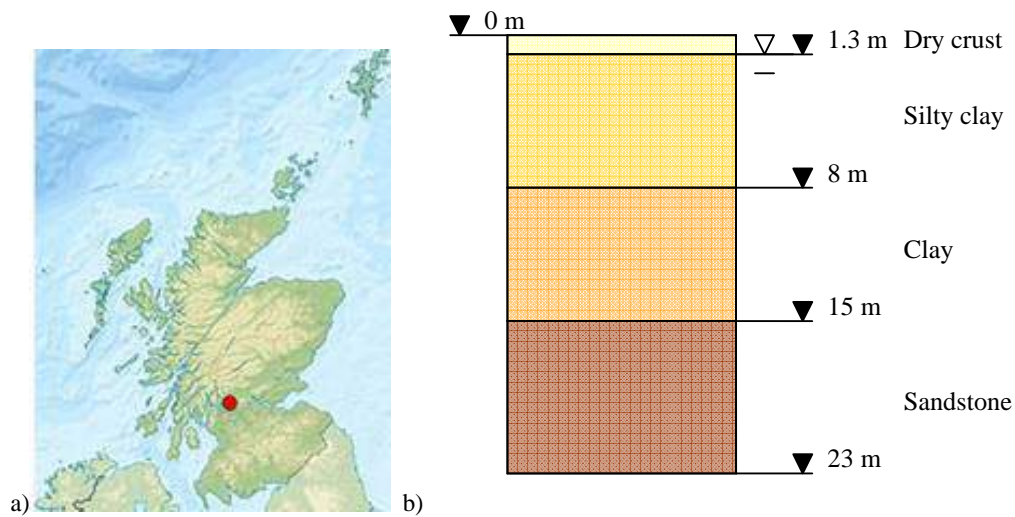 0 m
1.3 m Dry crust
Silty clay
8 m
Clay
15 m
Sandstone
23 m
a)
b)